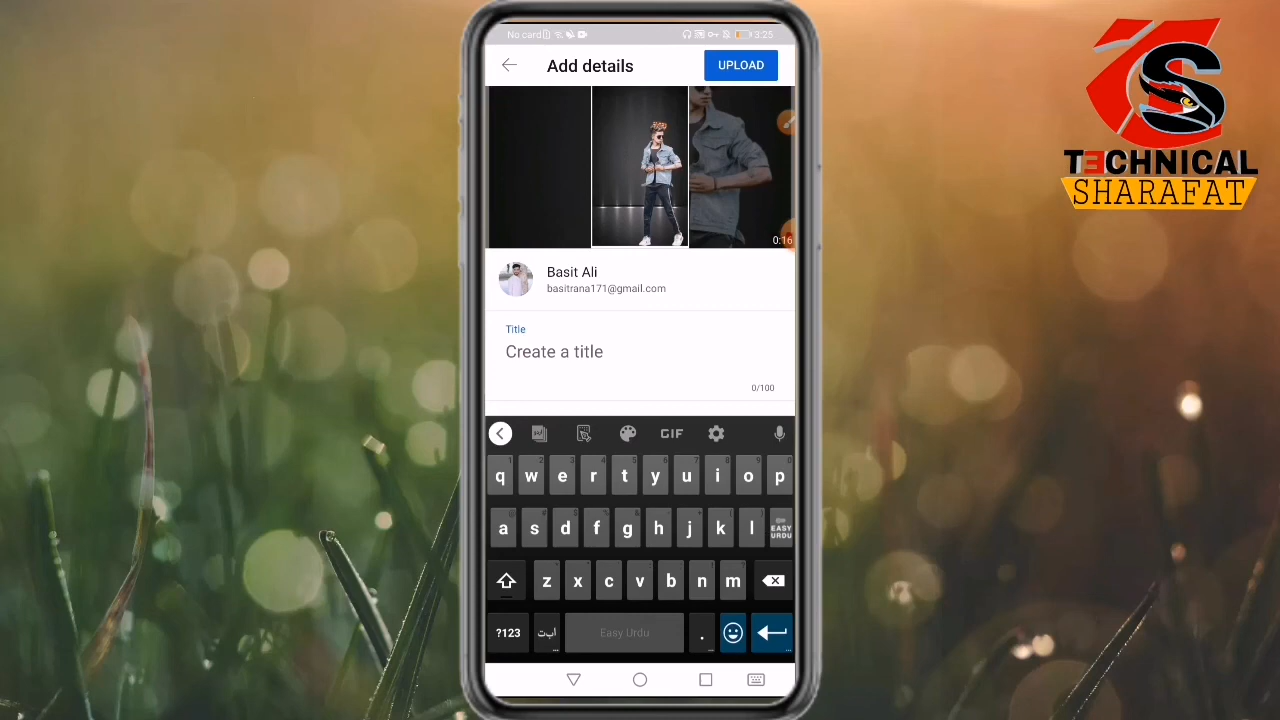 No card 3:25
Add details
UPLOAD
0:16
Basit Ali
basitrana171@gmail.com
Title
Create a title
0/100
GIF
q w e r t y u i o p
a s d f g h j k l EASY URDU
z x c v b n m
?123 ابت Easy Urdu .
TECHNICAL
SHARAFAT